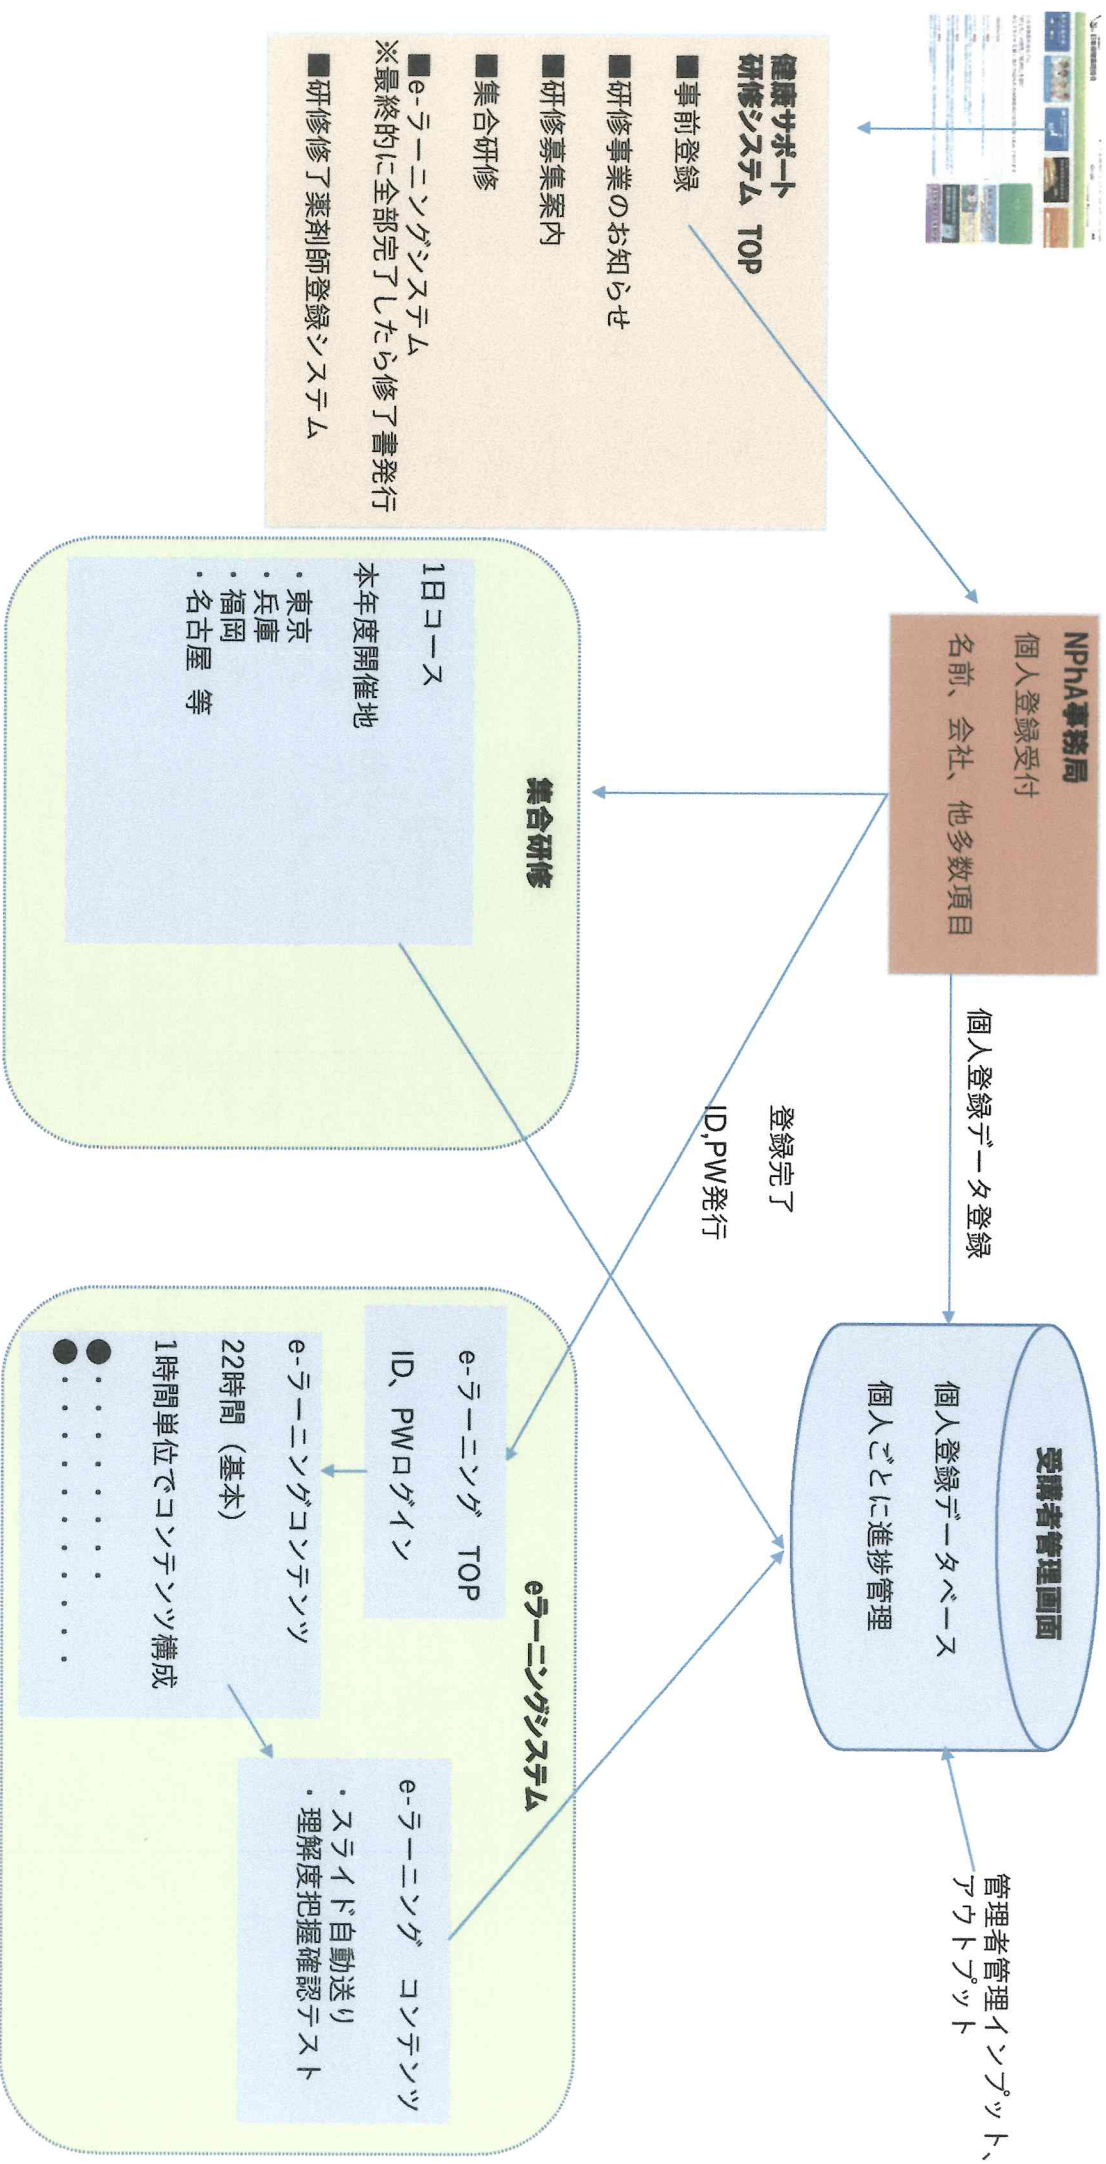 健康サポート
研修システム TOP
■事前登録
■研修事業のお知らせ
■研修募集案内
■集合研修
■e-ラーニングシステム
※最終的に全部完了したら修了書発行
■研修修了薬剤師登録システム
NPhA事務局
個人登録受付
名前、会社、他多数項目
個人登録データ登録
登録完了
ID,PW発行
受講者管理画面
個人登録データベース
個人ごとに進捗管理
管理者管理インプット、
アウトプット
集合研修
1日コース
本年度開催地
・東京
・兵庫
・福岡
・名古屋 等
eラーニングシステム
e-ラーニング TOP
ID、PWログイン
e-ラーニングコンテンツ
22時間（基本）
1時間単位でコンテンツ構成
●・・・・・・・・
●・・・・・・・・・・・
e-ラーニング コンテンツ
・スライド自動送り
・理解度把握確認テスト